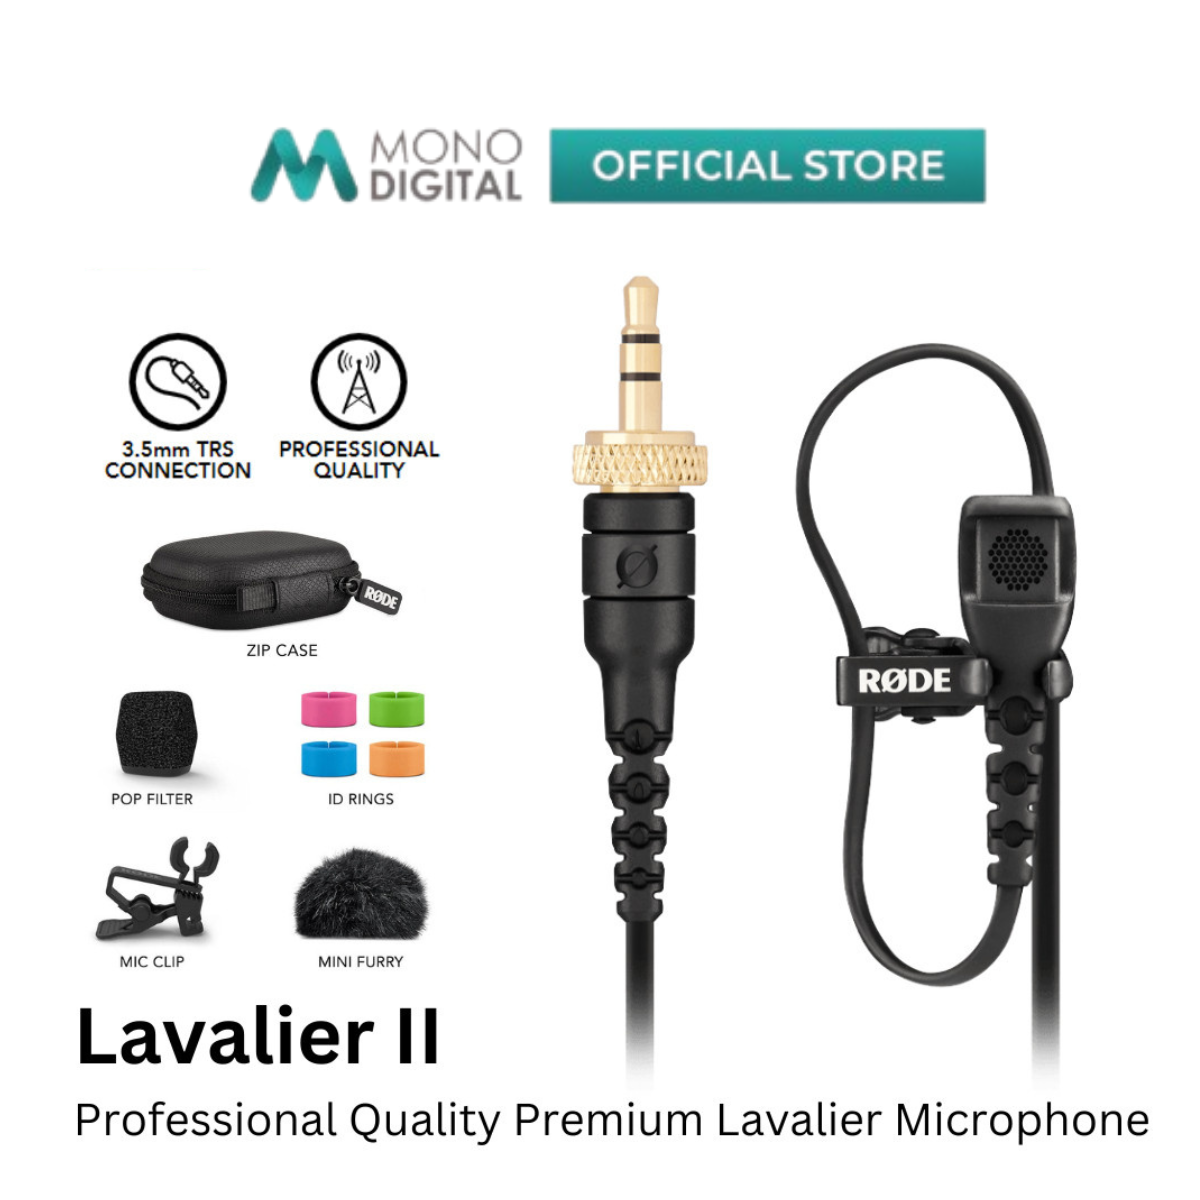 MONO
DIGITAL
OFFICIAL STORE
3.5mm TRS
CONNECTION
PROFESSIONAL
QUALITY
RØDE
ZIP CASE
POP FILTER
ID RINGS
MIC CLIP
MINI FURRY
RØDE
Lavalier II
Professional Quality Premium Lavalier Microphone